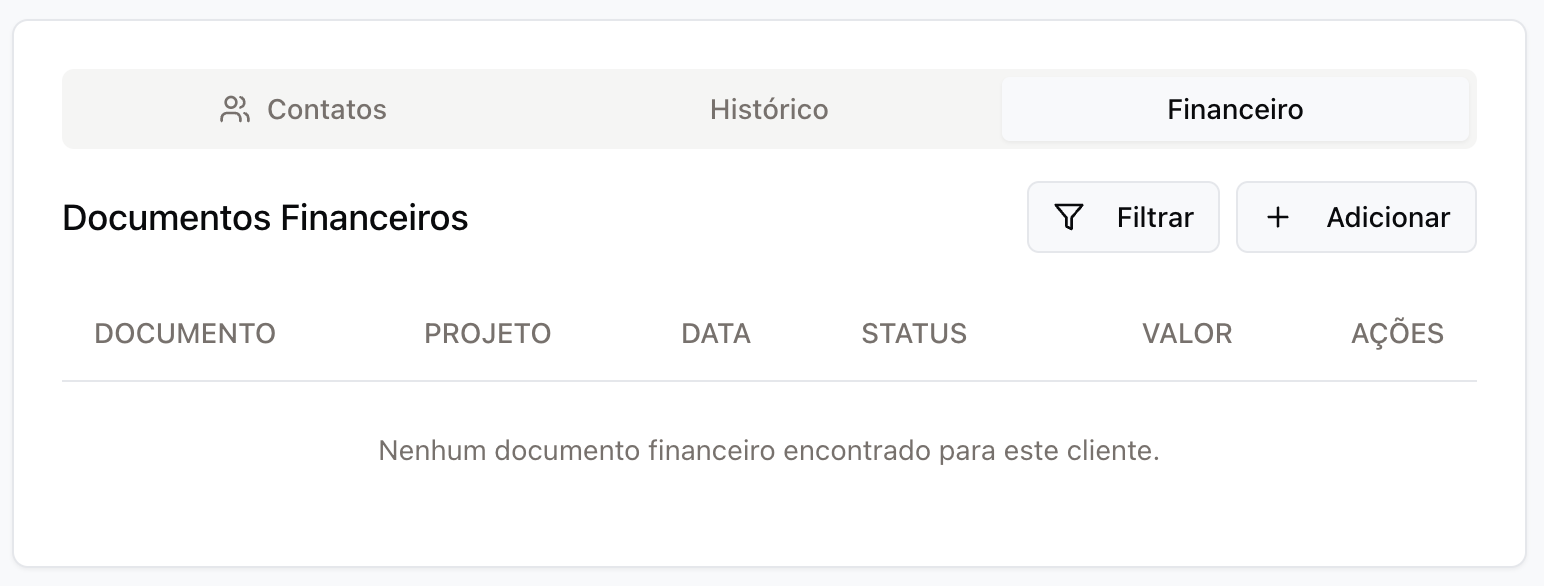 Contatos
Histórico
Financeiro
Documentos Financeiros
Filtrar
Adicionar
DOCUMENTO PROJETO DATA STATUS VALOR AÇÕES
Nenhum documento financeiro encontrado para este cliente.